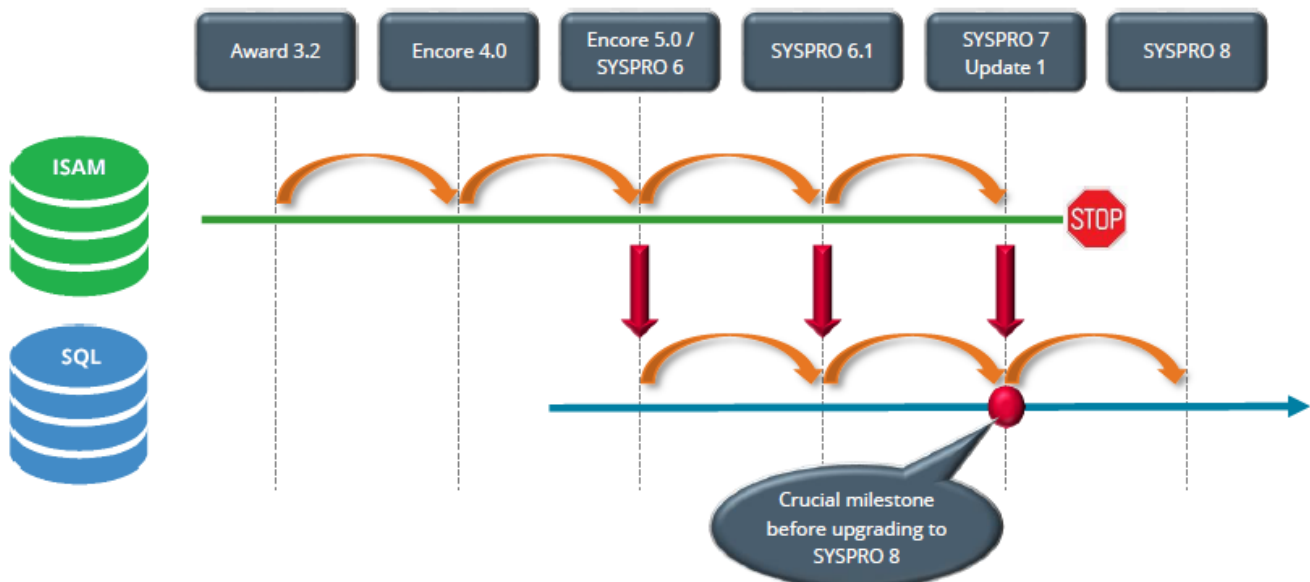 Award 3.2
Encore 4.0
Encore 5.0 /
SYSPRO 6
SYSPRO 6.1
SYSPRO 7
Update 1
SYSPRO 8
ISAM
STOP
SQL
Crucial milestone
before upgrading to
SYSPRO 8